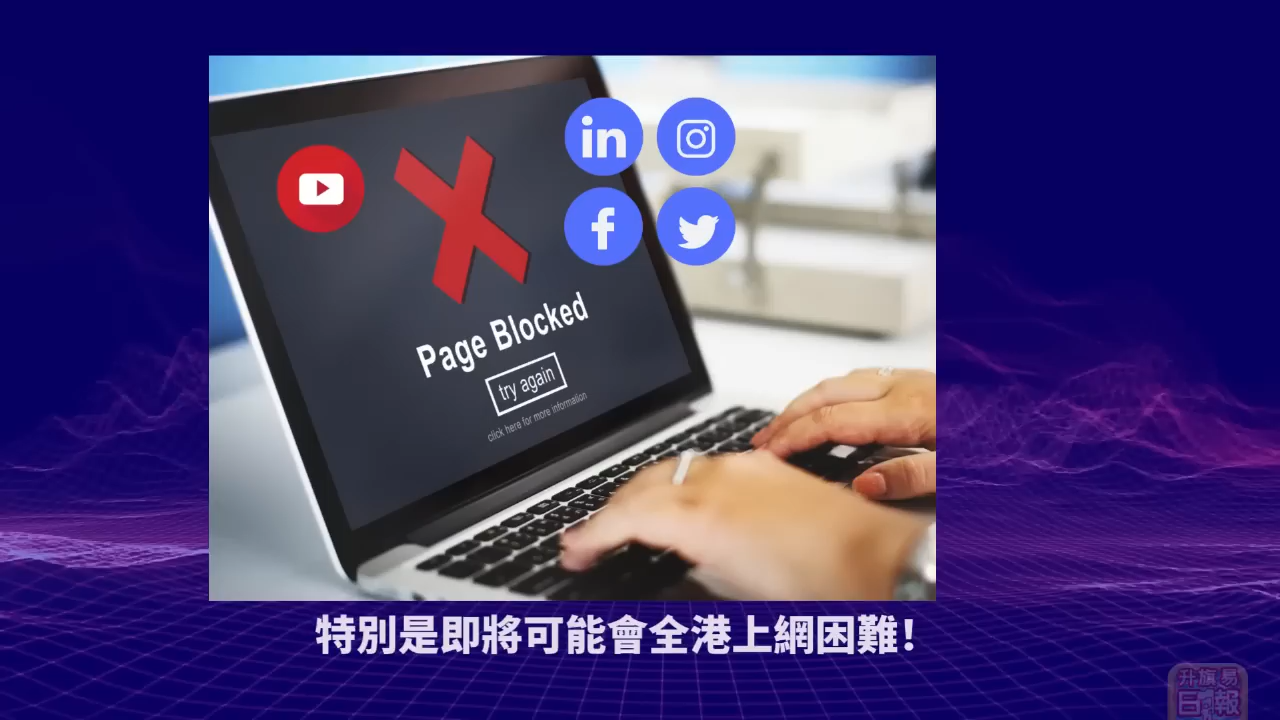 in
f
Page Blocked
try again
click here for more information
特別是即將可能會全港上網困難!
升旗易
日報